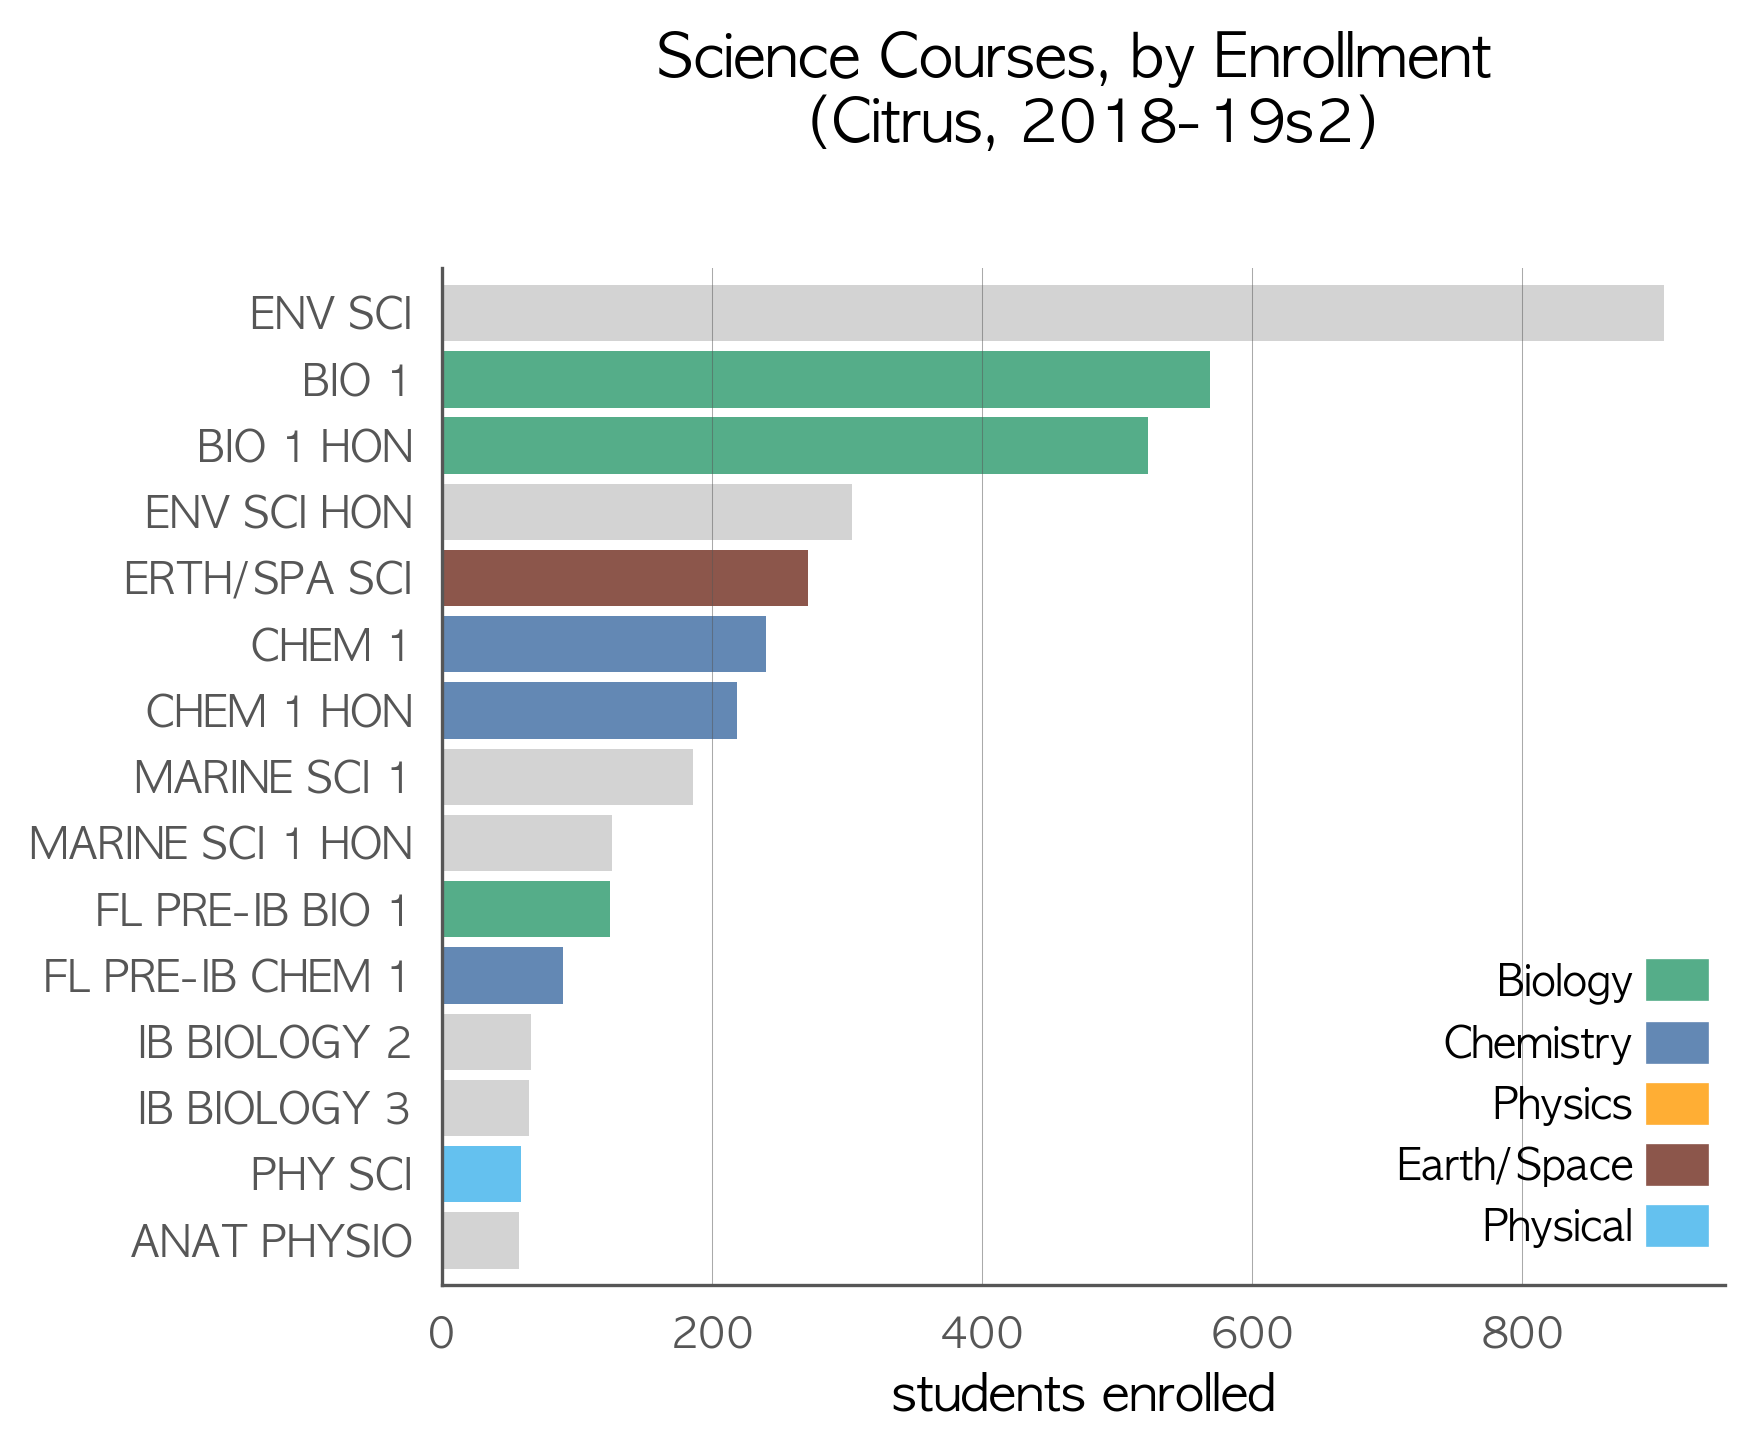 Science Courses, by Enrollment
(Citrus, 2018-19s2)
ENV SCI
BIO 1
BIO 1 HON
ENV SCI HON
ERTH/SPA SCI
CHEM 1
CHEM 1 HON
MARINE SCI 1
MARINE SCI 1 HON
FL PRE-IB BIO 1
FL PRE-IB CHEM 1
IB BIOLOGY 2
IB BIOLOGY 3
PHY SCI
ANAT PHYSIO
Biology
Chemistry
Physics
Earth/Space
Physical
0 200 400 600 800
students enrolled